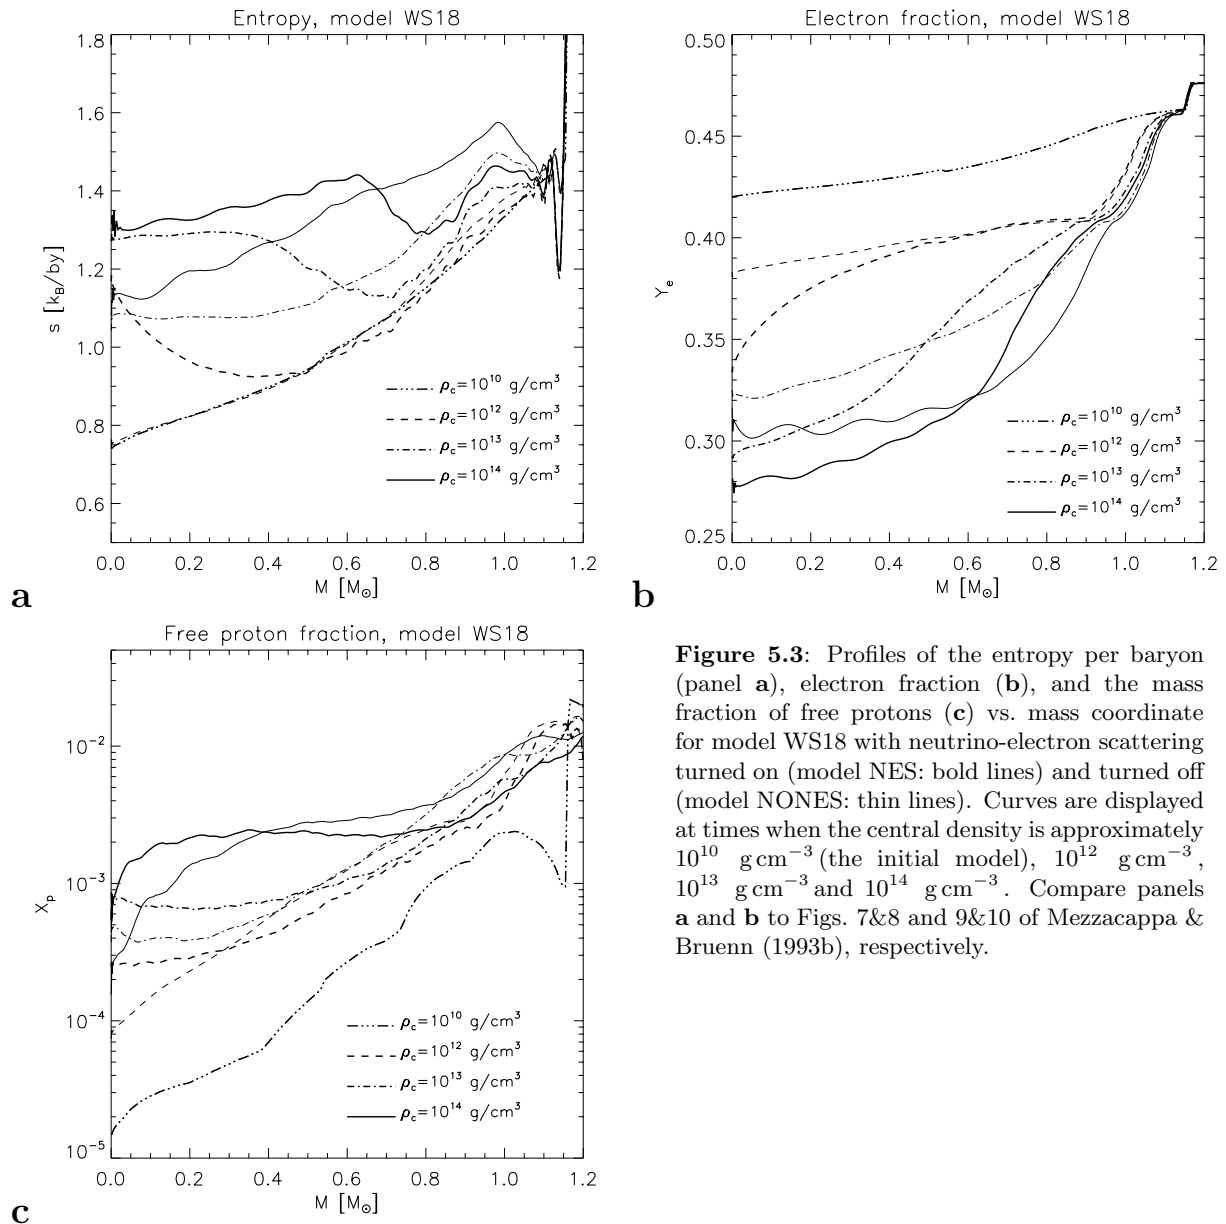 Entropy, model WS18
1.8
1.6
1.4
1.2
1.0
0.8
0.6
s [k_B/by]
ρ_c=10^10 g/cm^3
ρ_c=10^12 g/cm^3
ρ_c=10^13 g/cm^3
ρ_c=10^14 g/cm^3
0.0 0.2 0.4 0.6 0.8 1.0 1.2
M [M_⊙]
a
Electron fraction, model WS18
0.50
0.45
0.40
0.35
0.30
0.25
Y_e
ρ_c=10^10 g/cm^3
ρ_c=10^12 g/cm^3
ρ_c=10^13 g/cm^3
ρ_c=10^14 g/cm^3
0.0 0.2 0.4 0.6 0.8 1.0 1.2
M [M_⊙]
b
Free proton fraction, model WS18
10^-2
10^-3
10^-4
10^-5
X_p
ρ_c=10^10 g/cm^3
ρ_c=10^12 g/cm^3
ρ_c=10^13 g/cm^3
ρ_c=10^14 g/cm^3
0.0 0.2 0.4 0.6 0.8 1.0 1.2
M [M_⊙]
c
Figure 5.3: Profiles of the entropy per baryon
(panel a), electron fraction (b), and the mass
fraction of free protons (c) vs. mass coordinate
for model WS18 with neutrino-electron scattering
turned on (model NES: bold lines) and turned off
(model NONES: thin lines). Curves are displayed
at times when the central density is approximately
10^10 g cm^−3 (the initial model), 10^12 g cm^−3 ,
10^13 g cm^−3 and 10^14 g cm^−3 . Compare panels
a and b to Figs. 7&8 and 9&10 of Mezzacappa &
Bruenn (1993b), respectively.